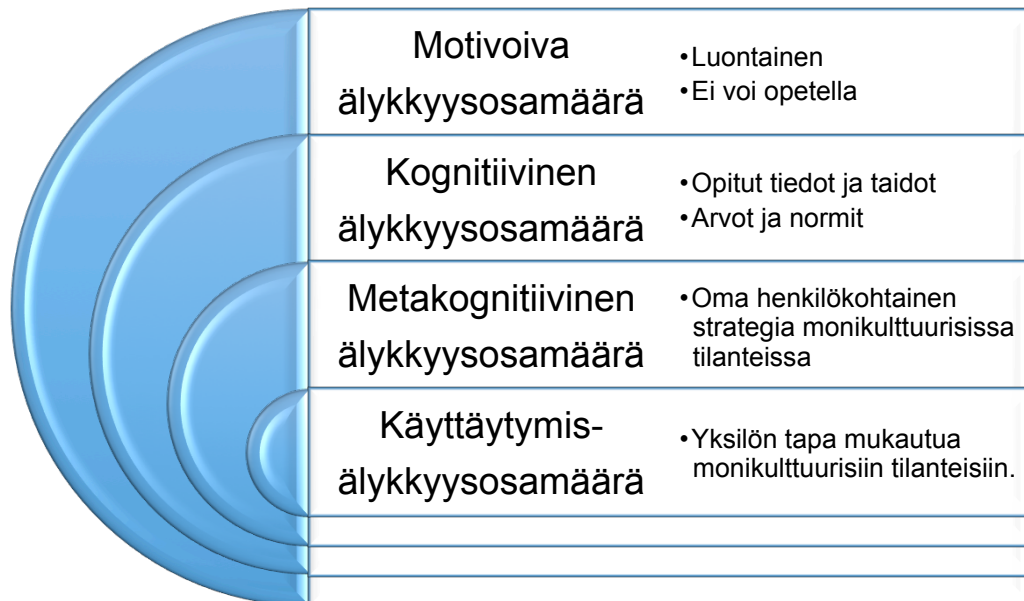 Motivoiva
älykkyysosamäärä
•Luontainen
•Ei voi opetella
Kognitiivinen
älykkyysosamäärä
•Opitut tiedot ja taidot
•Arvot ja normit
Metakognitiivinen
älykkyysosamäärä
•Oma henkilökohtainen
strategia monikulttuurisissa
tilanteissa
Käyttäytymis-
älykkyysosamäärä
•Yksilön tapa mukautua
monikulttuurisiin tilanteisiin.